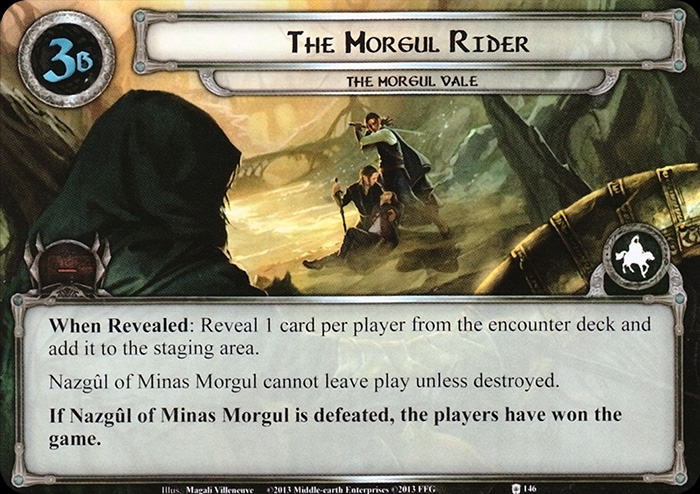 3B
THE MORGUL RIDER
THE MORGUL VALE
–
When Revealed: Reveal 1 card per player from the encounter deck and
add it to the staging area.
Nazgûl of Minas Morgul cannot leave play unless destroyed.
If Nazgûl of Minas Morgul is defeated, the players have won the
game.
Illus. Magali Villeneuve ©2013 Middle-earth Enterprises ©2013 FFG 146